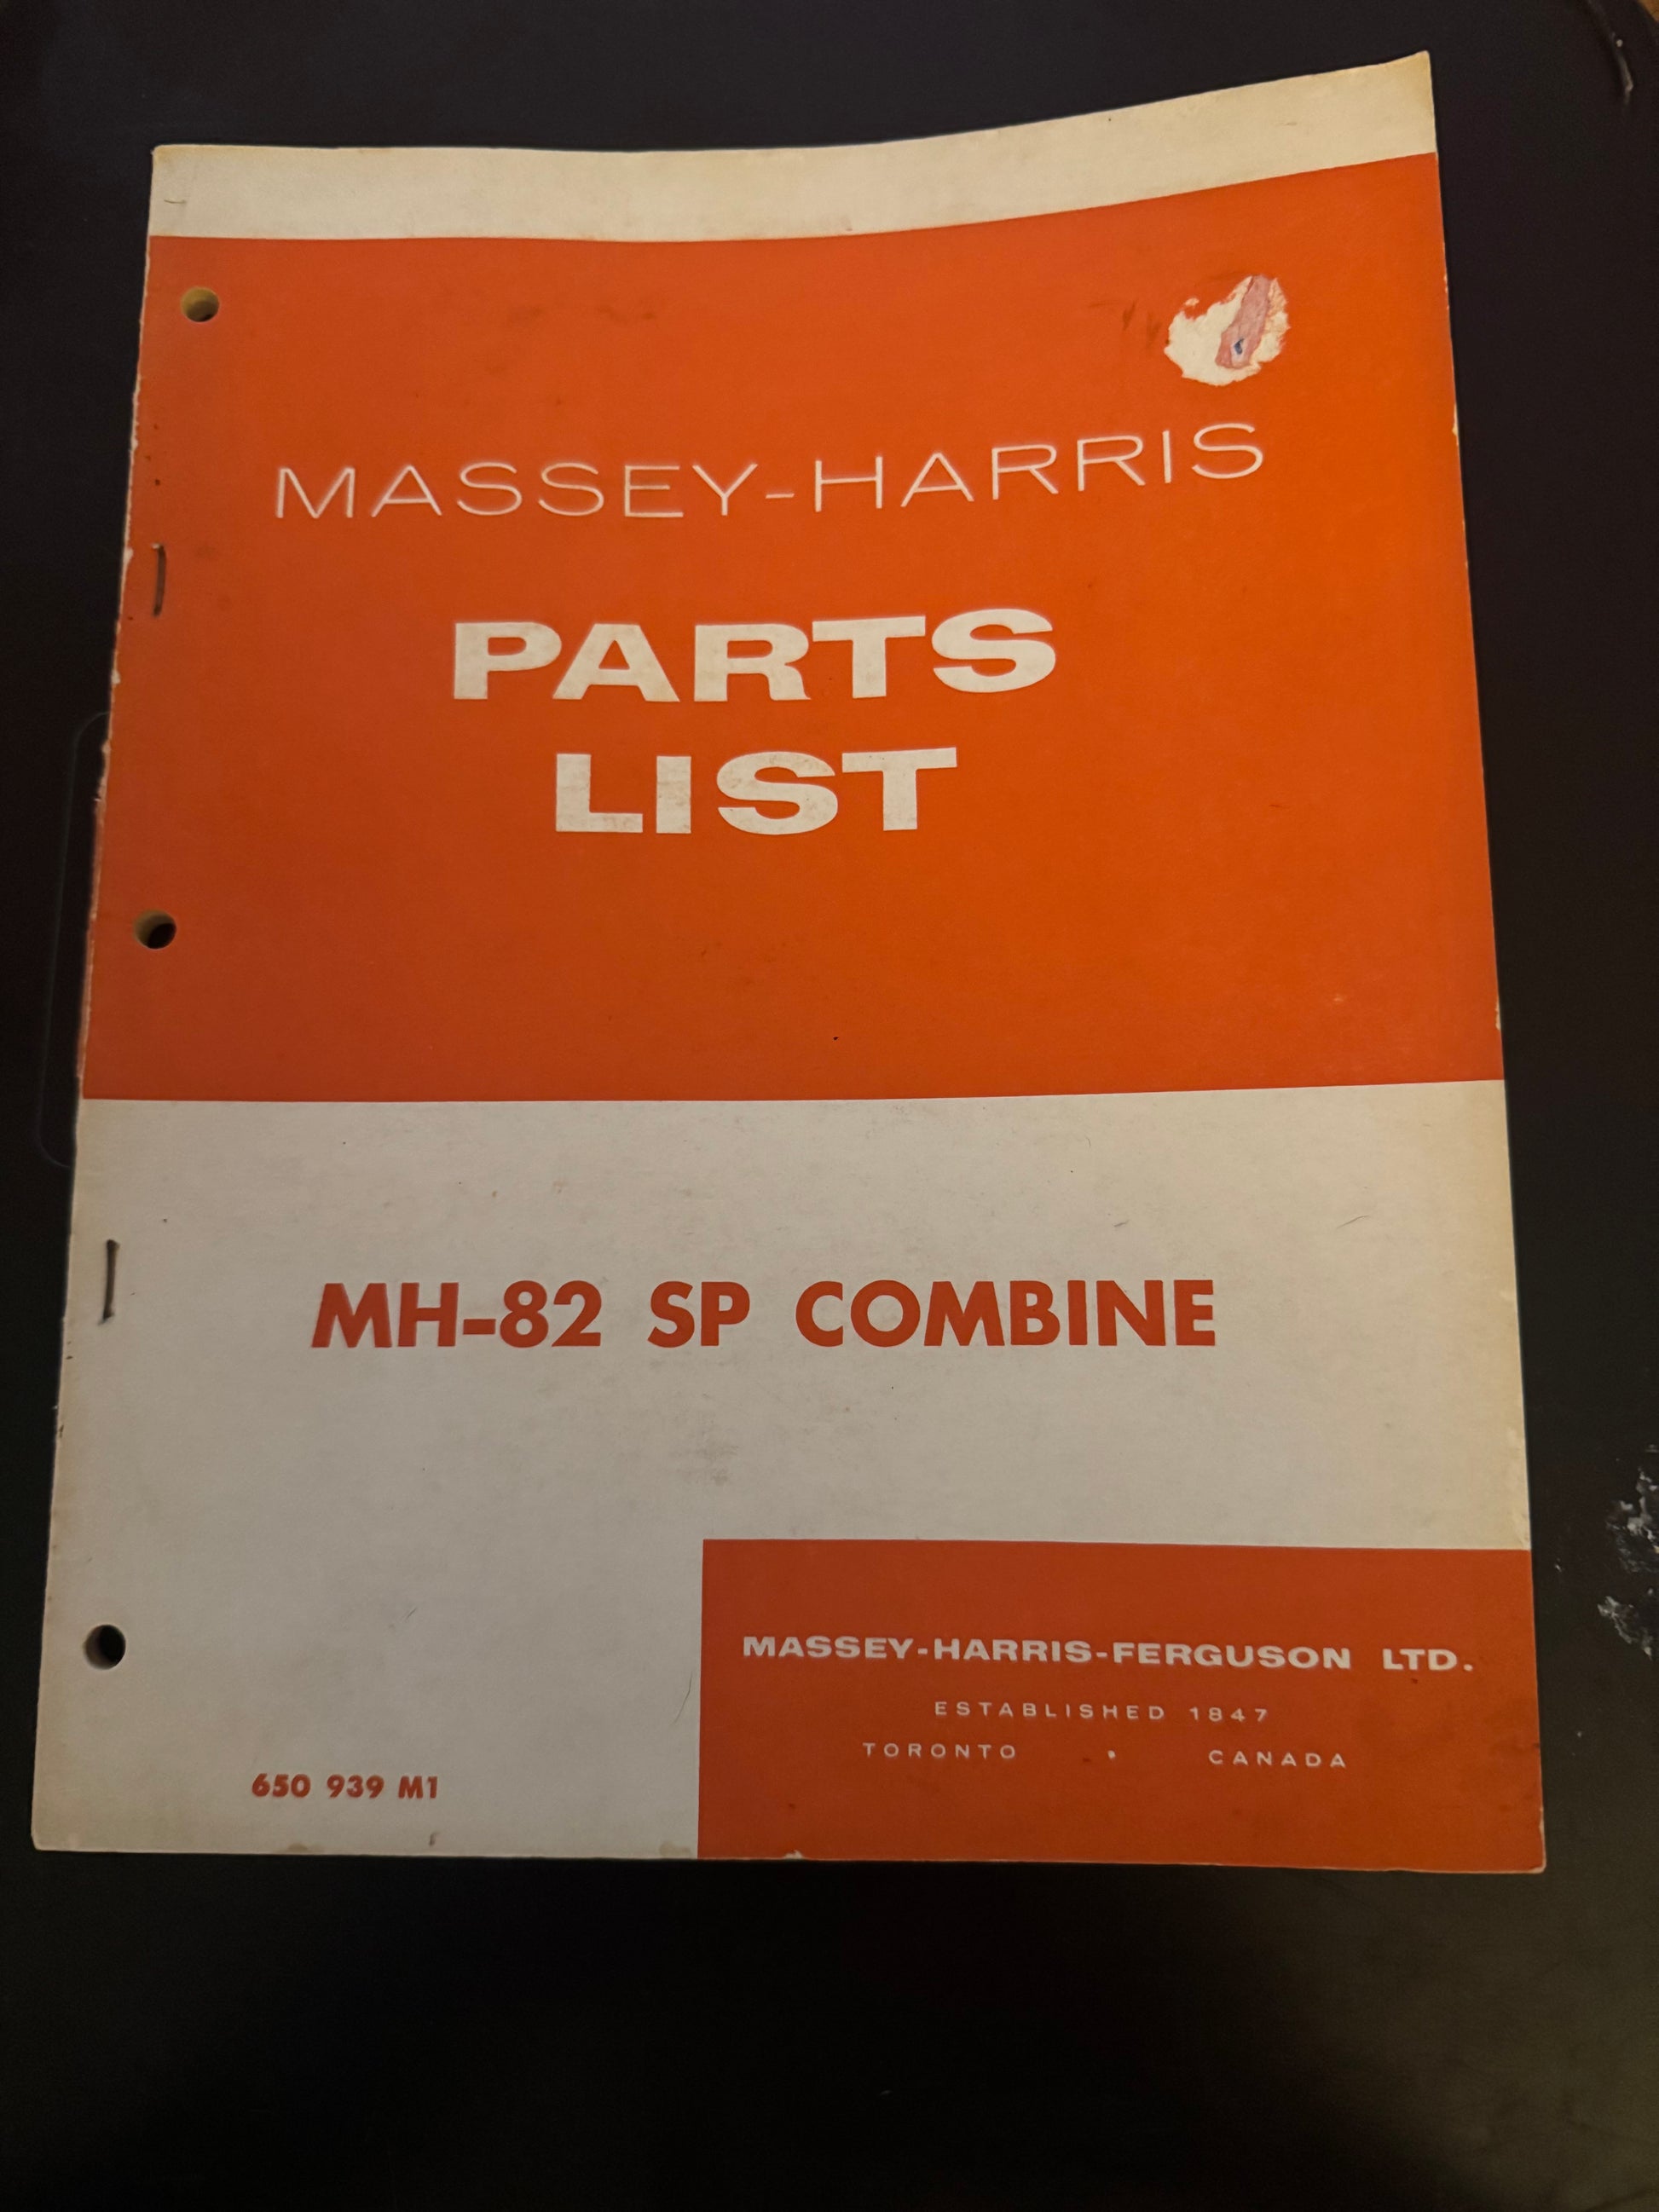 MASSEY-HARRIS
PARTS
LIST
MH-82 SP COMBINE
MASSEY-HARRIS-FERGUSON LTD.
ESTABLISHED 1847
TORONTO • CANADA
650 939 M1